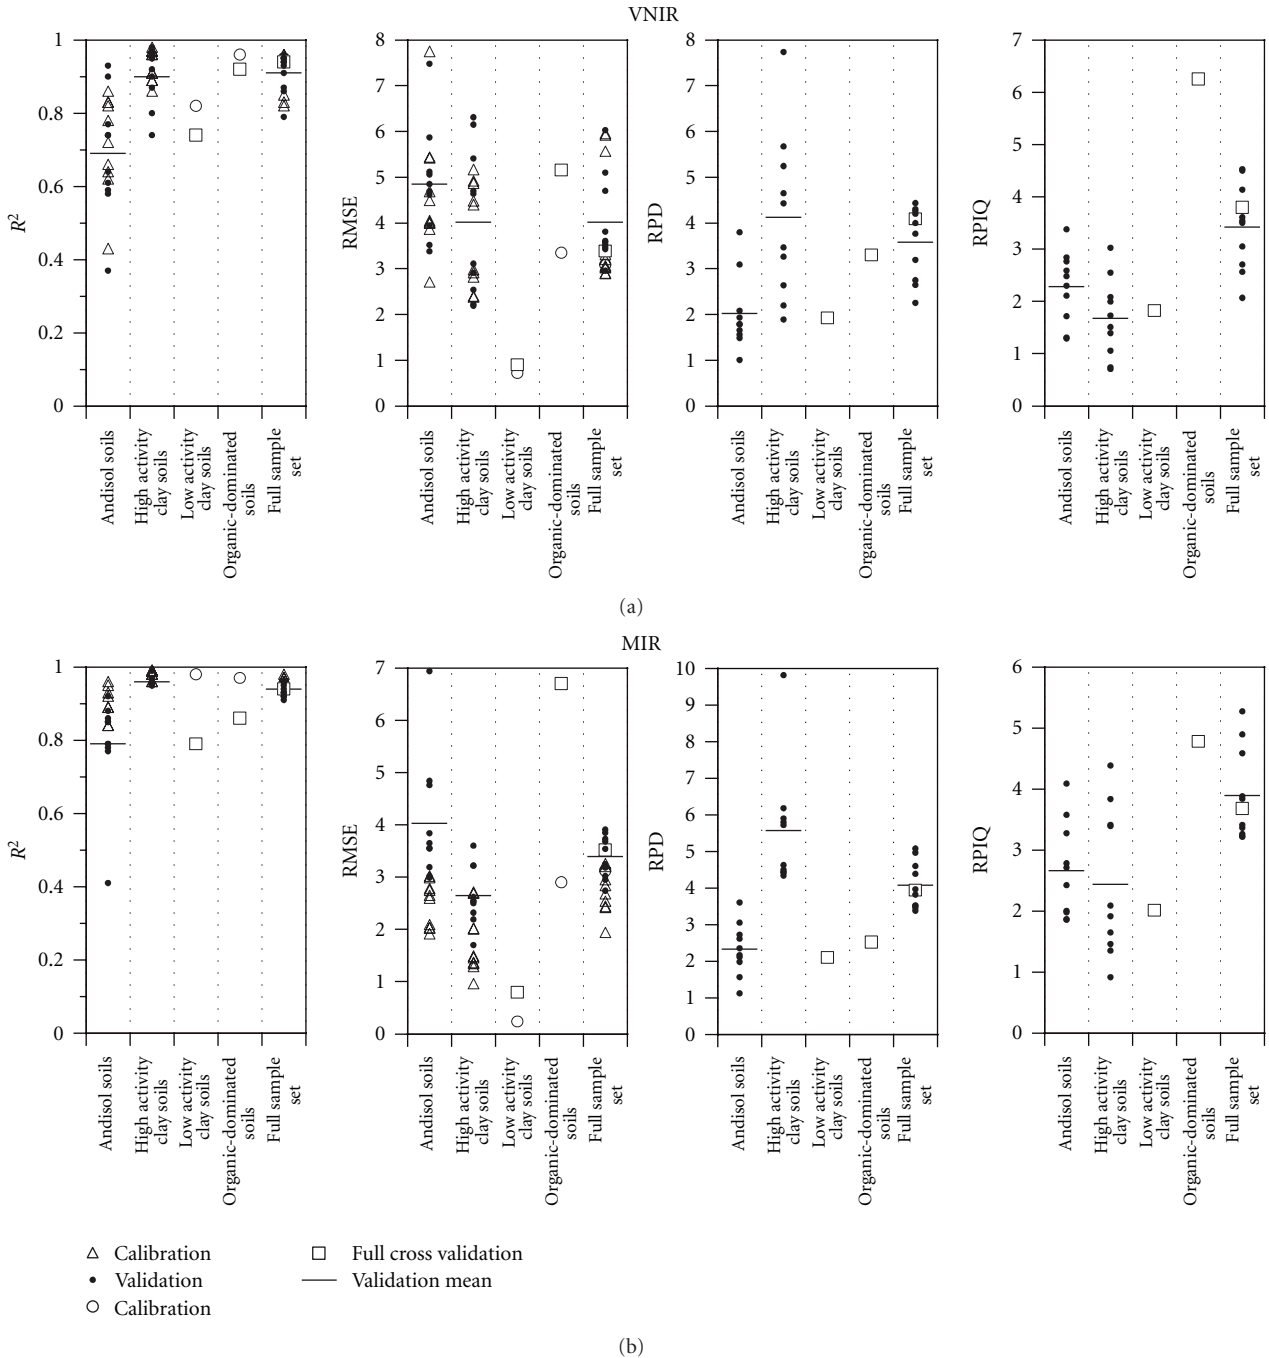 VNIR
1
0.8
0.6
0.4
0.2
0
R²
Andisol soils
High activity
clay soils
Low activity
clay soils
Organic-dominated
soils
Full sample
set
8
7
6
5
4
3
2
1
0
RMSE
Andisol soils
High activity
clay soils
Low activity
clay soils
Organic-dominated
soils
Full sample
set
8
7
6
5
4
3
2
1
0
RPD
Andisol soils
High activity
clay soils
Low activity
clay soils
Organic-dominated
soils
Full sample
set
7
6
5
4
3
2
1
0
RPIQ
Andisol soils
High activity
clay soils
Low activity
clay soils
Organic-dominated
soils
Full sample
set
(a)
MIR
1
0.8
0.6
0.4
0.2
0
R²
Andisol soils
High activity
clay soils
Low activity
clay soils
Organic-dominated
soils
Full sample
set
7
6
5
4
3
2
1
0
RMSE
Andisol soils
High activity
clay soils
Low activity
clay soils
Organic-dominated
soils
Full sample
set
10
9
8
7
6
5
4
3
2
1
0
RPD
Andisol soils
High activity
clay soils
Low activity
clay soils
Organic-dominated
soils
Full sample
set
6
5
4
3
2
1
0
RPIQ
Andisol soils
High activity
clay soils
Low activity
clay soils
Organic-dominated
soils
Full sample
set
Calibration
Validation
Calibration
Full cross validation
Validation mean
(b)